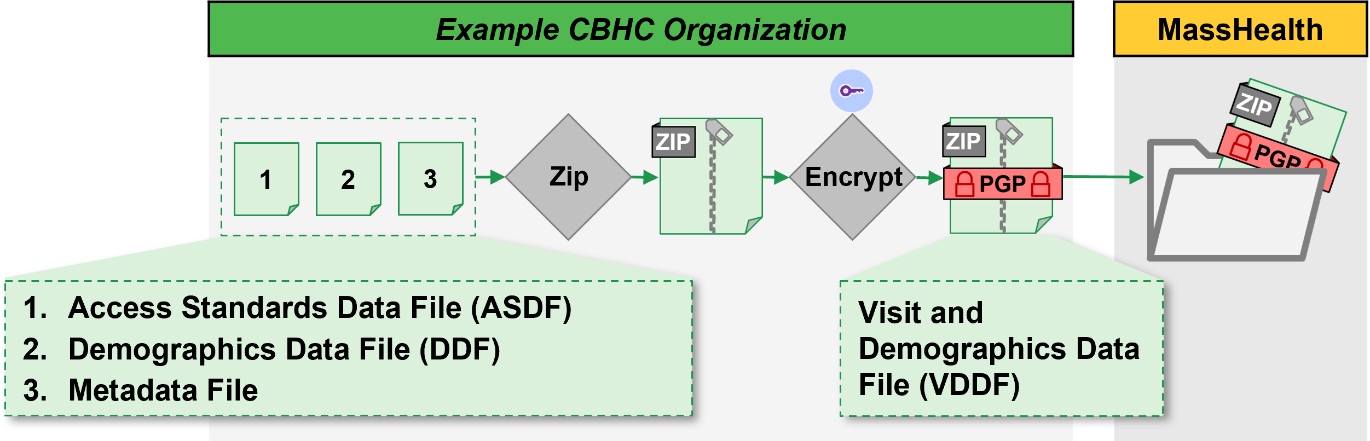 Example CBHC Organization
MassHealth
1
2
3
Zip
ZIP
Encrypt
ZIP
PGP
ZIP
PGP
1. Access Standards Data File (ASDF)
2. Demographics Data File (DDF)
3. Metadata File
Visit and
Demographics Data
File (VDDF)